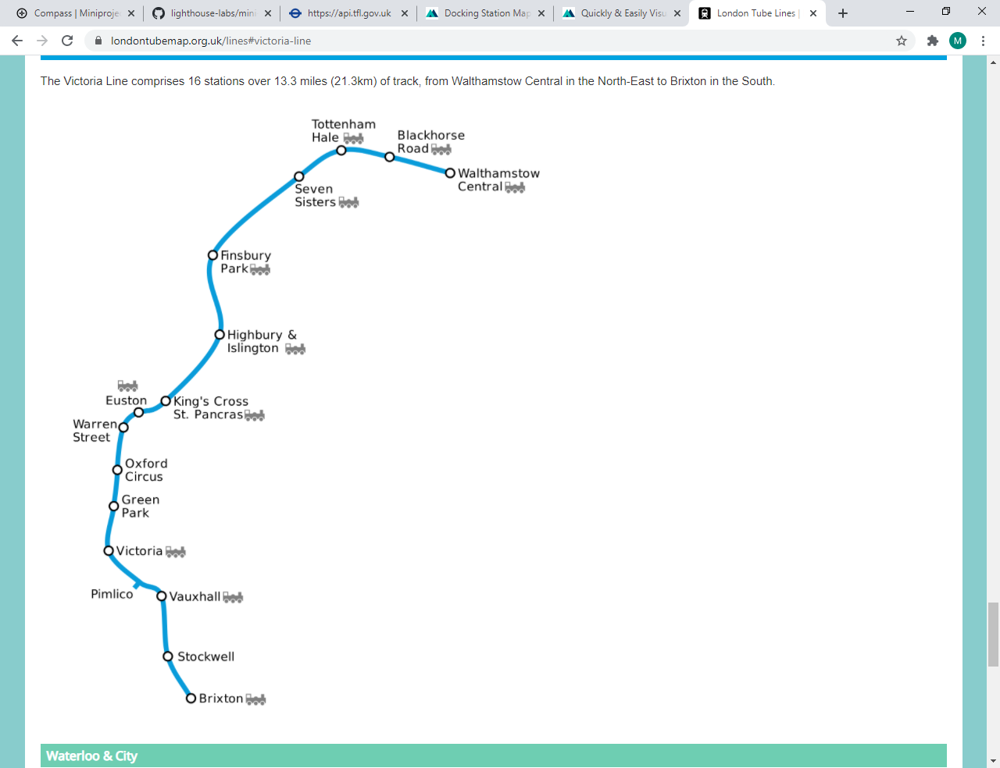 Compass | Miniproje
lighthouse-labs/mini
https://api.tfl.gov.uk
Docking Station Map
Quickly & Easily Visu
London Tube Lines |
londontubemap.org.uk/lines#victoria-line
M
The Victoria Line comprises 16 stations over 13.3 miles (21.3km) of track, from Walthamstow Central in the North-East to Brixton in the South.
Tottenham
Hale
Blackhorse
Road
Walthamstow
Central
Seven
Sisters
Finsbury
Park
Highbury &
Islington
Euston
King's Cross
St. Pancras
Warren
Street
Oxford
Circus
Green
Park
Victoria
Pimlico
Vauxhall
Stockwell
Brixton
Waterloo & City